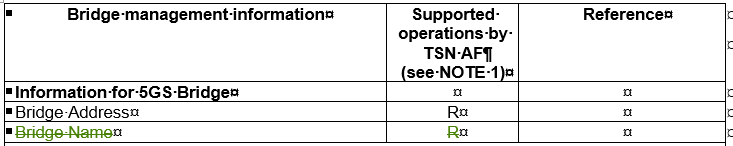 Bridge management information
Supported operations by TSN AF¶ (see NOTE 1)
Reference
Information for 5GS Bridge
Bridge Address
R
Bridge Name
R